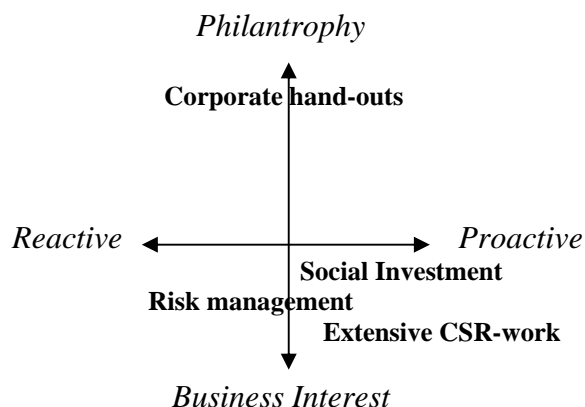 Philantrophy
Corporate hand-outs
Reactive
Proactive
Social Investment
Risk management
Extensive CSR-work
Business Interest